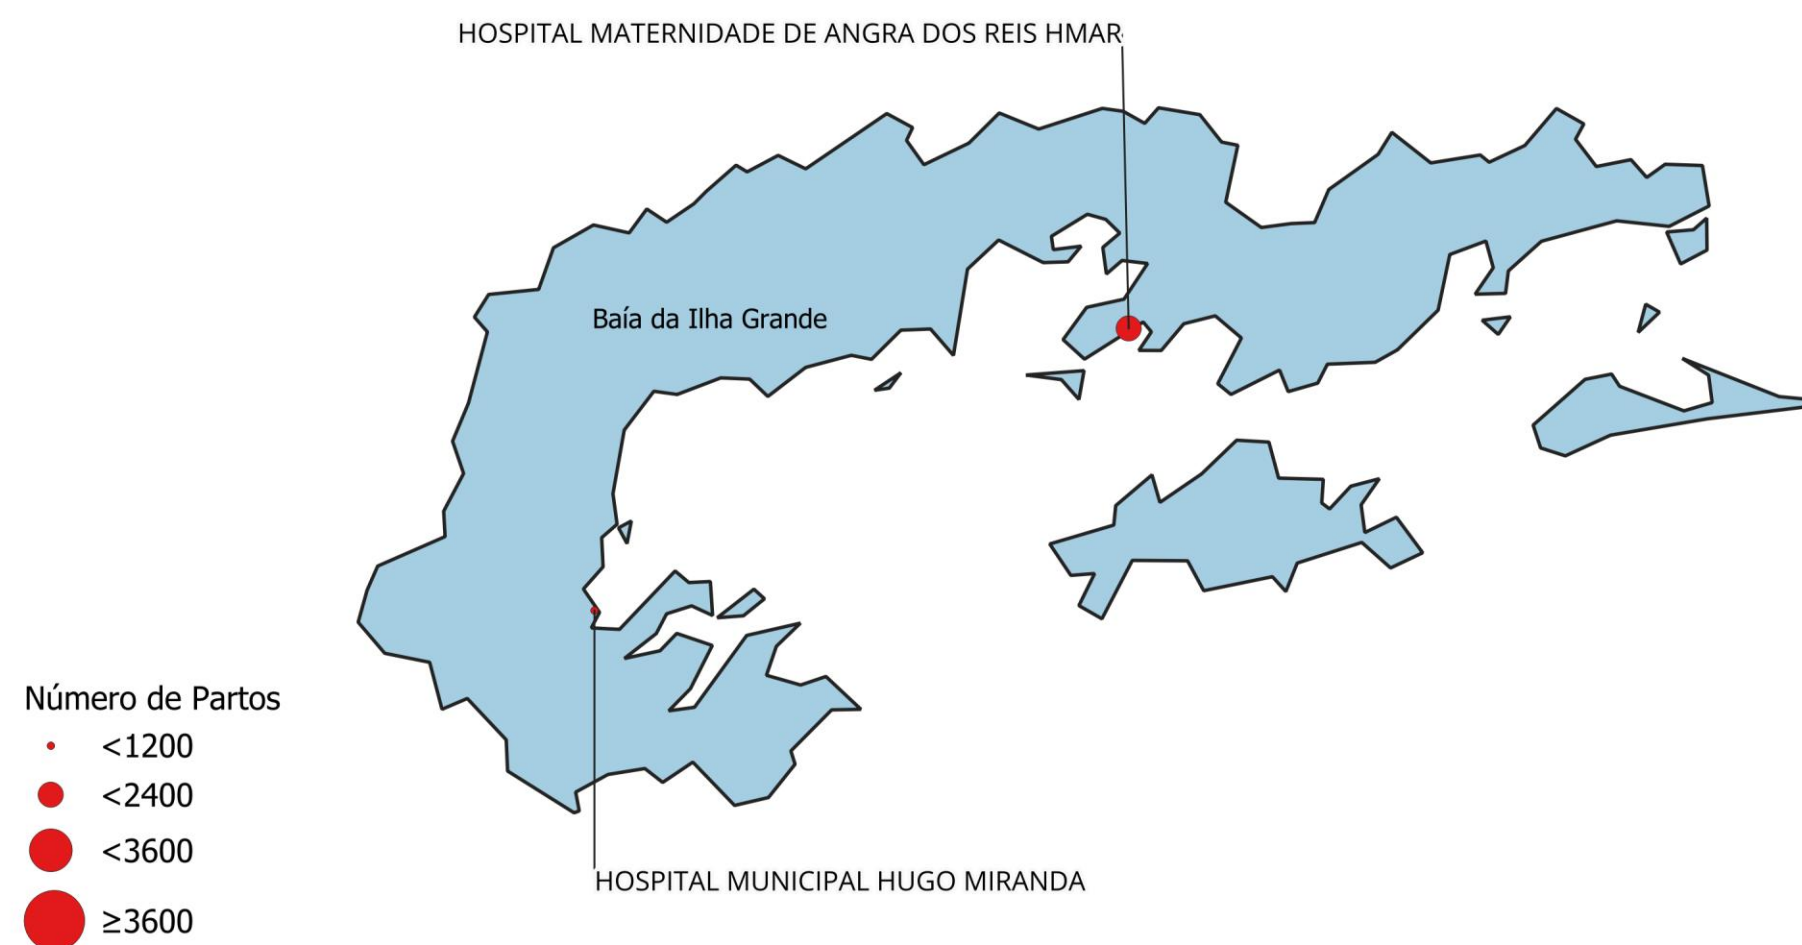 HOSPITAL MATERNIDADE DE ANGRA DOS REIS HMAR
Baía da Ilha Grande
Número de Partos
<1200
<2400
<3600
≥3600
HOSPITAL MUNICIPAL HUGO MIRANDA